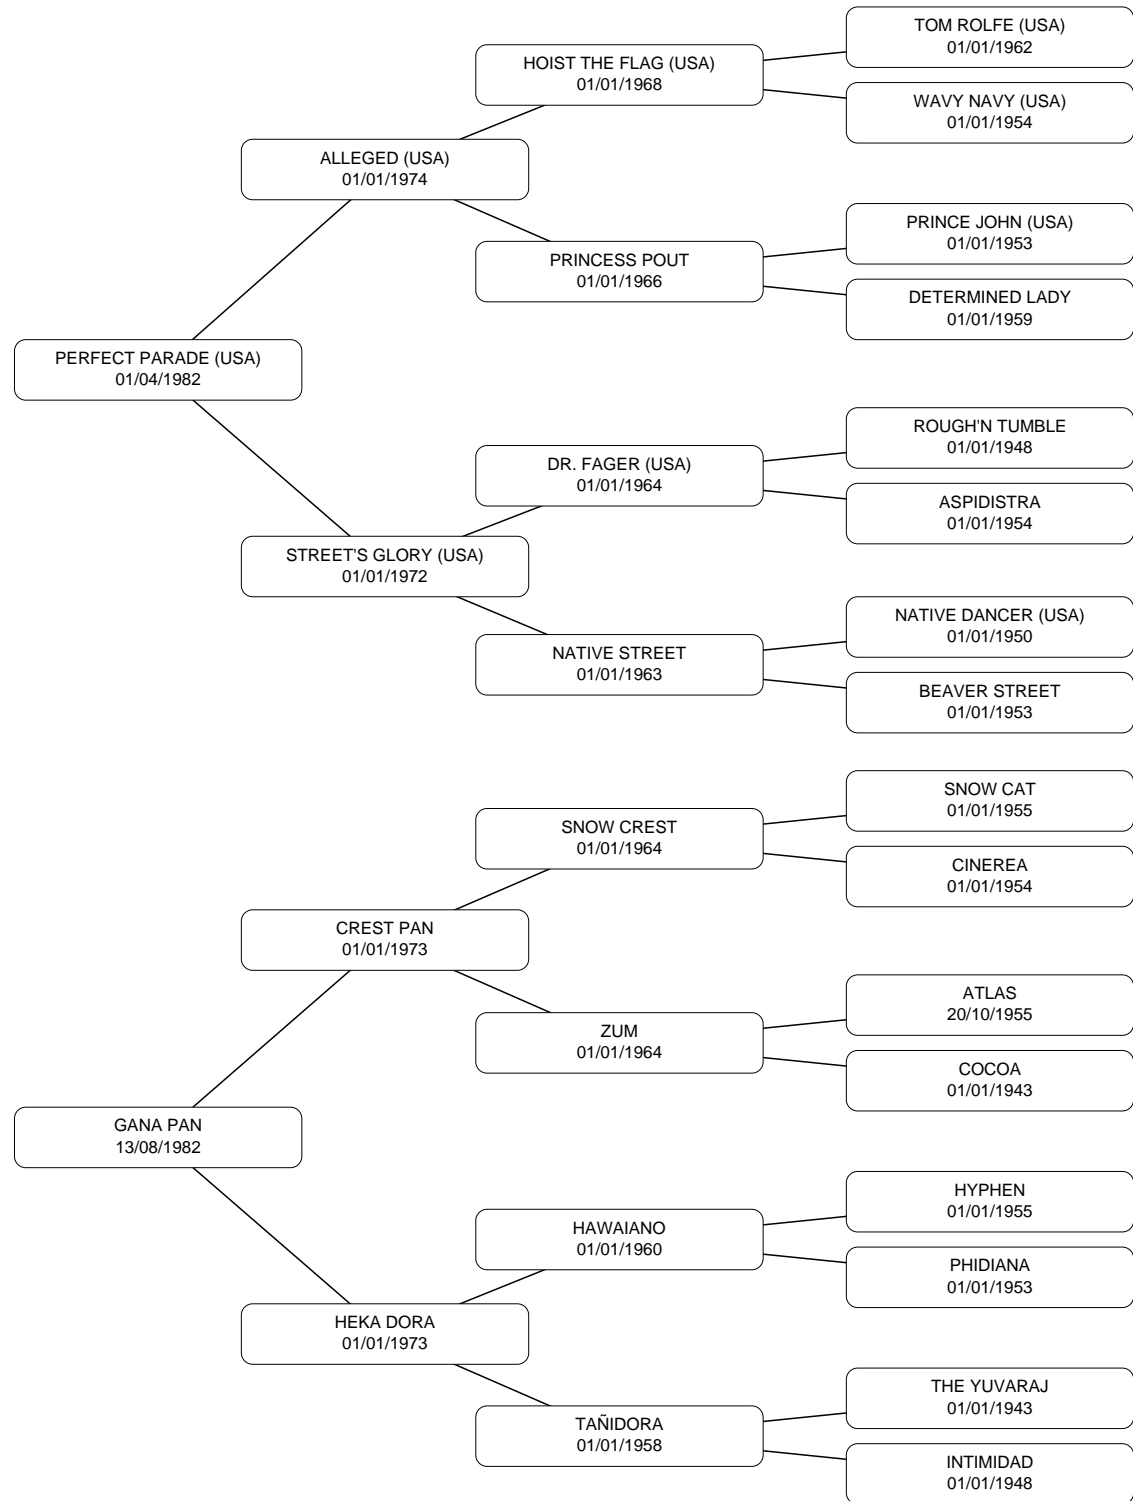 TOM ROLFE (USA)
01/01/1962
HOIST THE FLAG (USA)
01/01/1968
WAVY NAVY (USA)
01/01/1954
ALLEGED (USA)
01/01/1974
PRINCE JOHN (USA)
01/01/1953
PRINCESS POUT
01/01/1966
DETERMINED LADY
01/01/1959
PERFECT PARADE (USA)
01/04/1982
ROUGH'N TUMBLE
01/01/1948
DR. FAGER (USA)
01/01/1964
ASPIDISTRA
01/01/1954
STREET'S GLORY (USA)
01/01/1972
NATIVE DANCER (USA)
01/01/1950
NATIVE STREET
01/01/1963
BEAVER STREET
01/01/1953
SNOW CAT
01/01/1955
SNOW CREST
01/01/1964
CINEREA
01/01/1954
CREST PAN
01/01/1973
ATLAS
20/10/1955
ZUM
01/01/1964
COCOA
01/01/1943
GANA PAN
13/08/1982
HYPHEN
01/01/1955
HAWAIANO
01/01/1960
PHIDIANA
01/01/1953
HEKA DORA
01/01/1973
THE YUVARAJ
01/01/1943
TAÑIDORA
01/01/1958
INTIMIDAD
01/01/1948